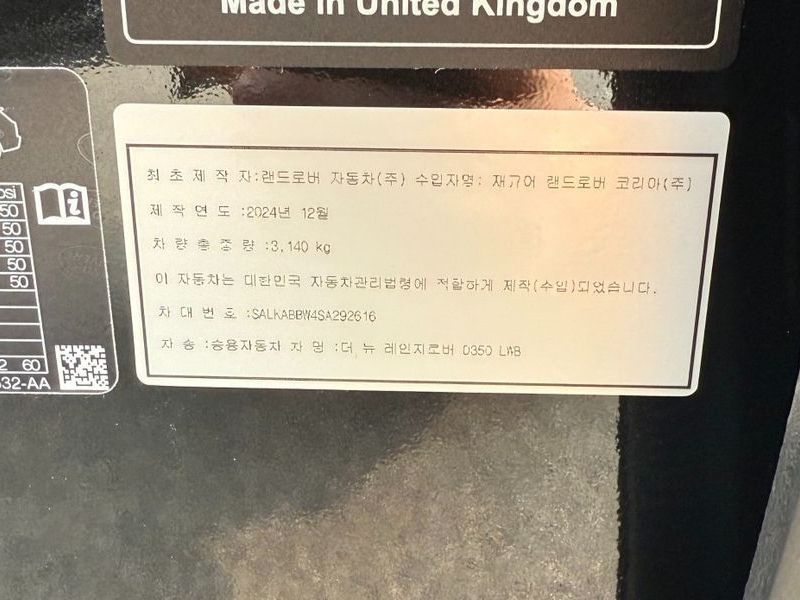 Made in United Kingdom
최초제작자:랜드로버 자동차(주) 수입자명: 재규어 랜드로버 코리아(주)
제작연도:2024년 12월
차량총중량:3,140 kg
이 자동차는 대한민국 자동차관리법령에 적합하게 제작(수입)되었습니다.
차대번호:SALKABBW4SA292616
차종:승용자동차 차명:더 뉴 레인지로버 D350 LWB
psi
50
50
50
50
50
2 60
32-AA